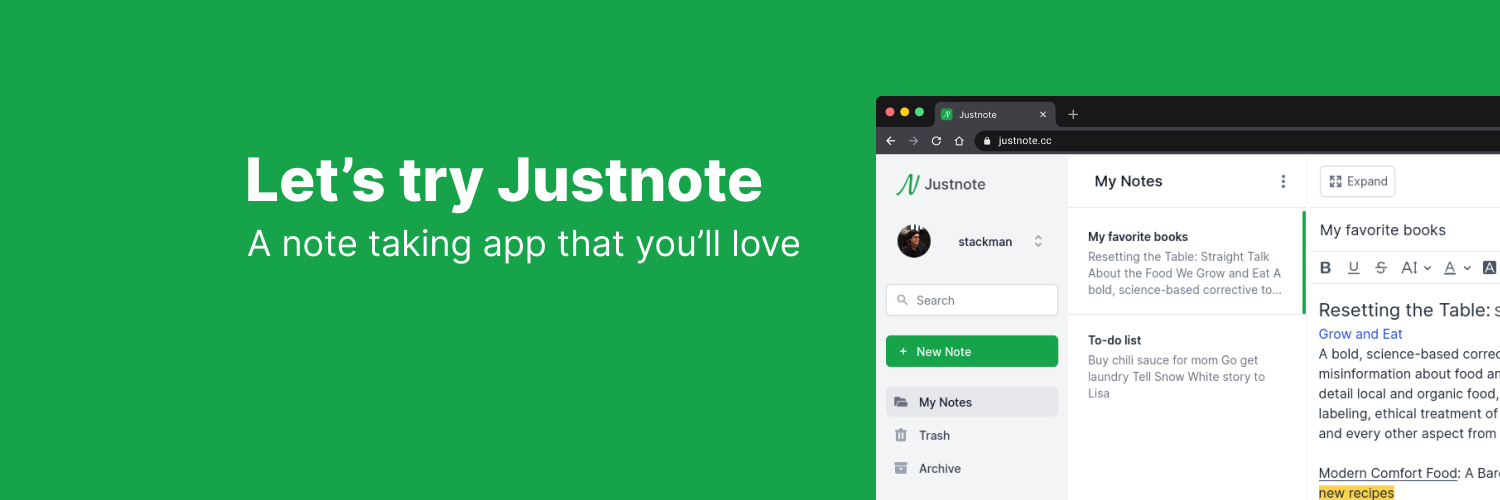 Let's try Justnote
A note taking app that you'll love
Justnote
justnote.cc
Justnote
stackman
Search
+ New Note
My Notes
Trash
Archive
My Notes
My favorite books
Resetting the Table: Straight Talk
About the Food We Grow and Eat A
bold, science-based corrective to...
To-do list
Buy chili sauce for mom Go get
laundry Tell Snow White story to
Lisa
Expand
My favorite books
B U S AI A A
Resetting the Table: S
Grow and Eat
A bold, science-based correc
misinformation about food an
detail local and organic food,
labeling, ethical treatment of
and every other aspect from
Modern Comfort Food: A Bar
new recipes